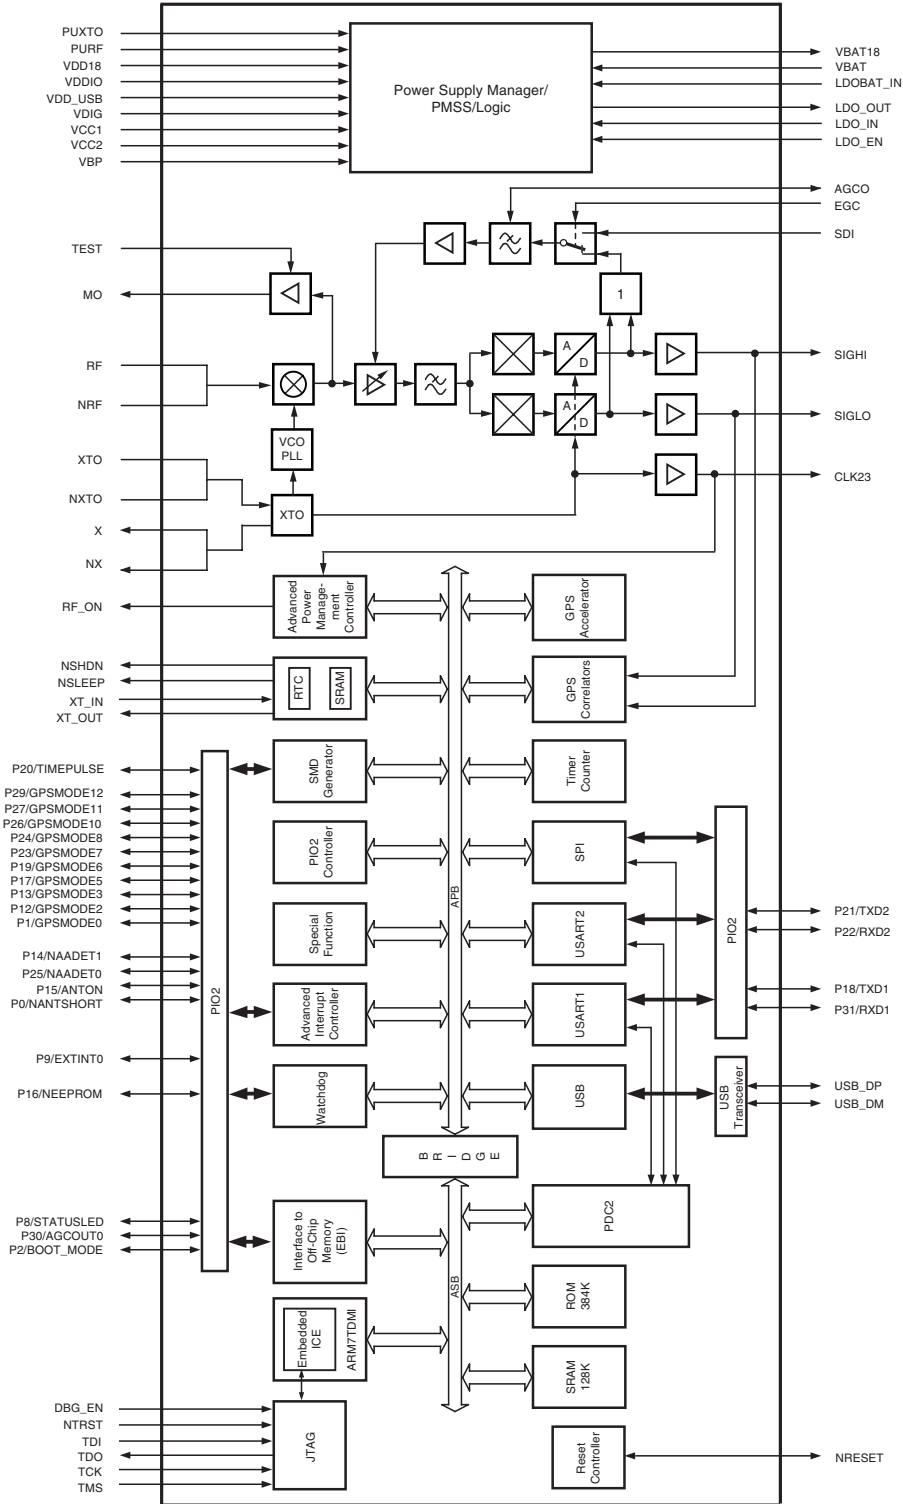 PUXTO
PURF
VDD18
VDDIO
VDD_USB
VDIG
VCC1
VCC2
VBP
Power Supply Manager/
PMSS/Logic
VBAT18
VBAT
LDOBAT_IN
LDO_OUT
LDO_IN
LDO_EN
AGCO
EGC
SDI
TEST
MO
1
A
D
A
D
RF
NRF
SIGHI
SIGLO
VCO
PLL
XTO
NXTO
XTO
CLK23
X
NX
RF_ON
Advanced
Power
Manage-
ment
Controller
GPS
Accelerator
NSHDN
NSLEEP
XT_IN
XT_OUT
RTC
SRAM
GPS
Correlators
P20/TIMEPULSE
P29/GPSMODE12
P27/GPSMODE11
P26/GPSMODE10
P24/GPSMODE8
P23/GPSMODE7
P19/GPSMODE6
P17/GPSMODE5
P13/GPSMODE3
P12/GPSMODE2
P1/GPSMODE0
P14/NAADET1
P25/NAADET0
P15/ANTON
P0/NANTSHORT
P9/EXTINT0
P16/NEEPROM
P8/STATUSLED
P30/AGCOUT0
P2/BOOT_MODE
PIO2
SMD
Generator
PIO2
Controller
Special
Function
Advanced
Interrupt
Controller
Watchdog
APB
Timer
Counter
SPI
USART2
USART1
USB
PIO2
P21/TXD2
P22/RXD2
P18/TXD1
P31/RXD1
USB
Transceiver
USB_DP
USB_DM
BRIDGE
Interface to
Off-Chip
Memory
(EBI)
ASB
PDC2
ROM
384K
Embedded
ICE
ARM7TDMI
SRAM
128K
DBG_EN
NTRST
TDI
TDO
TCK
TMS
JTAG
Reset
Controller
NRESET